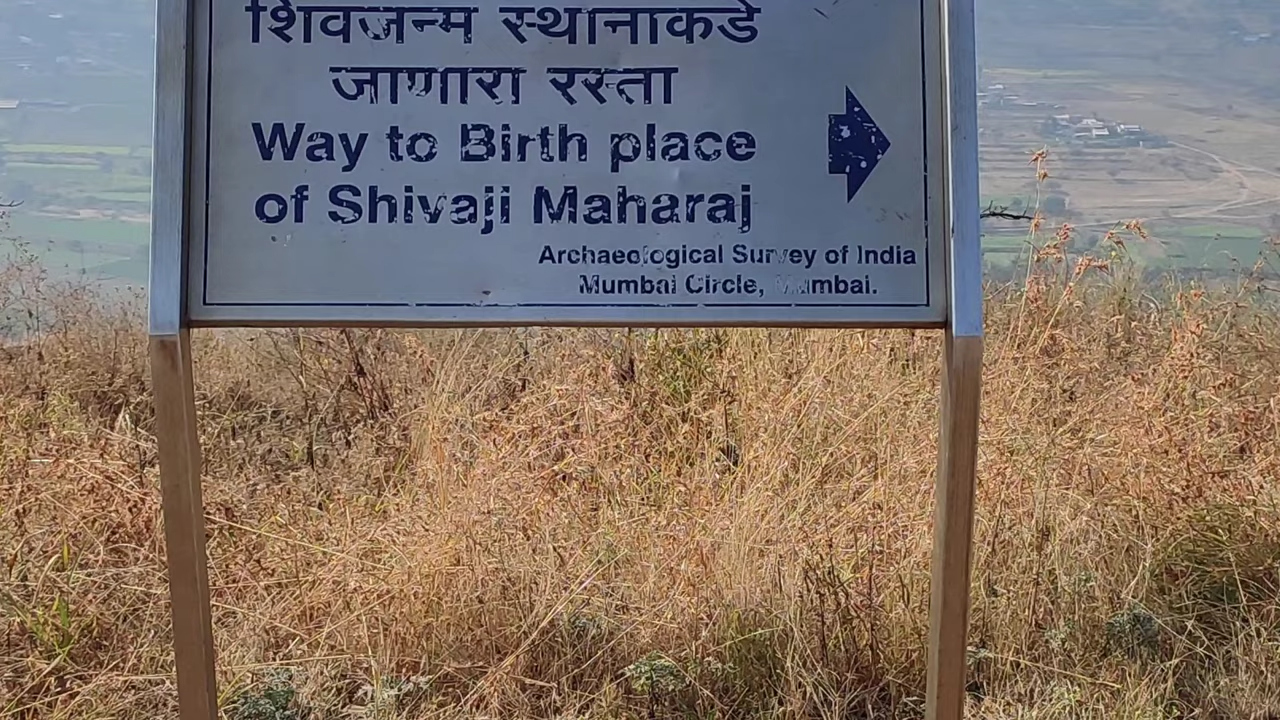 शिवजन्म स्थानाकडे
जाणारा रस्ता
Way to Birth place
of Shivaji Maharaj
Archaeological Survey of India
Mumbai Circle, Mumbai.